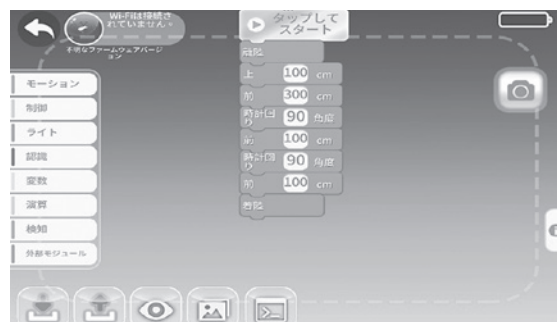 Wi-Fiは接続さ
れていません。
不明なファームウェアバージ
ョン
タップして
スタート
離陸
上 100 cm
前 300 cm
時計回り 90 角度
前 100 cm
時計回り 90 角度
前 100 cm
着陸
モーション
制御
ライト
認識
変数
演算
検知
外部モジュール